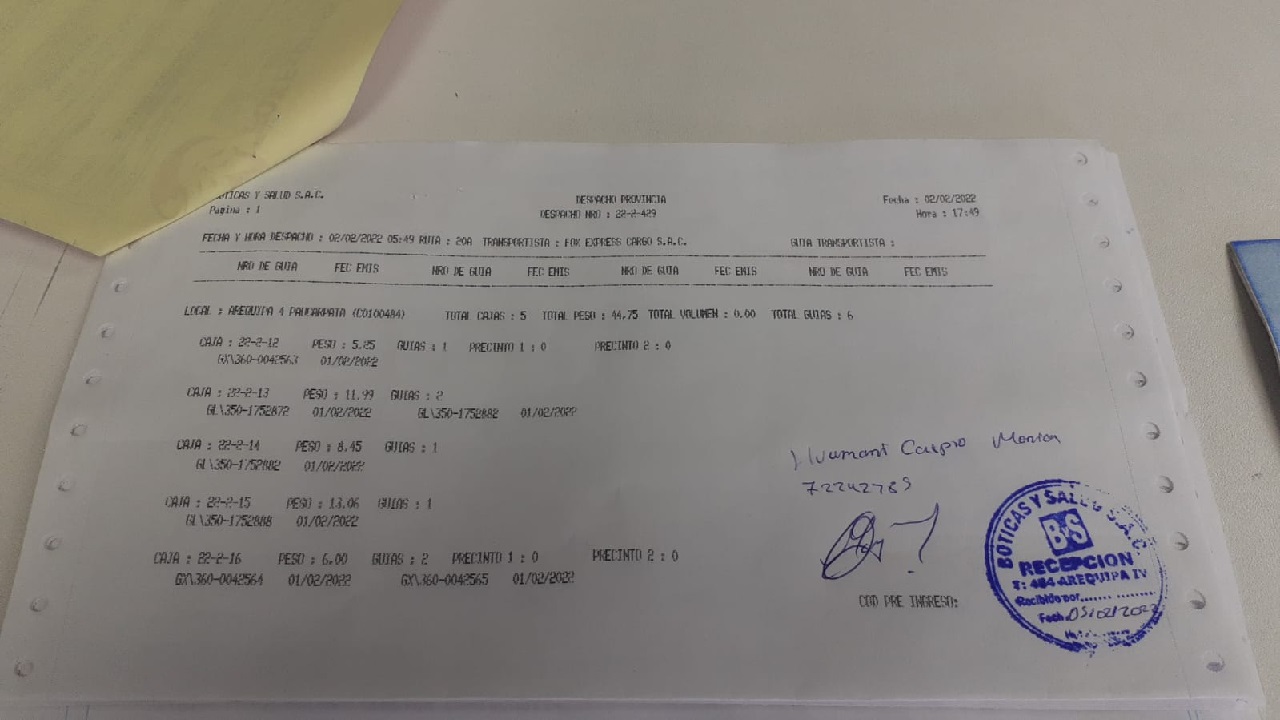 BOTICAS Y SALUD S.A.C. DESPACHO PROVINCIA Fecha : 02/02/2022
Pagina : 1 DESPACHO NRO : 22-2-429 Hora : 17:49
FECHA Y HORA DESPACHO : 02/02/2022 05:49 RUTA : 20A TRANSPORTISTA : FOX EXPRESS CARGO S.A.C. GUIA TRANSPORTISTA :
NRO DE GUIA FEC EMIS NRO DE GUIA FEC EMIS NRO DE GUIA FEC EMIS NRO DE GUIA FEC EMIS
LOCAL : AREQUIPA 4 PAUCARPATA (C0100484) TOTAL CAJAS : 5 TOTAL PESO : 44.75 TOTAL VOLUMEN : 0.00 TOTAL GUIAS : 6
CAJA : 22-2-12 PESO : 5.25 GUIAS : 1 PRECINTO 1 : 0 PRECINTO 2 : 0
GX\360-0042563 01/02/2022
CAJA : 22-2-13 PESO : 11.99 GUIAS : 2
GL\350-1752872 01/02/2022 GL\350-1752882 01/02/2022
CAJA : 22-2-14 PESO : 8.45 GUIAS : 1
GL\350-1752882 01/02/2022
CAJA : 22-2-15 PESO : 13.06 GUIAS : 1
GL\350-1752888 01/02/2022
CAJA : 22-2-16 PESO : 6.00 GUIAS : 2 PRECINTO 1 : 0 PRECINTO 2 : 0
GX\360-0042564 01/02/2022 GX\360-0042565 01/02/2022
72242789
COD PRE INGRESO:
BOTICAS Y SALUD S.A.C.
B&S
RECEPCION
T: 484 AREQUIPA IV
Recibido por
Fecha